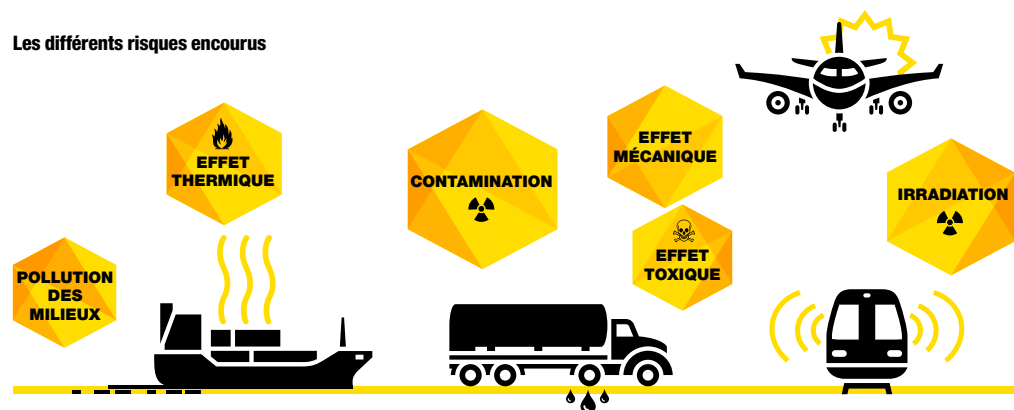 Les différents risques encourus
EFFET
THERMIQUE
POLLUTION
DES
MILIEUX
CONTAMINATION
EFFET
MÉCANIQUE
EFFET
TOXIQUE
IRRADIATION